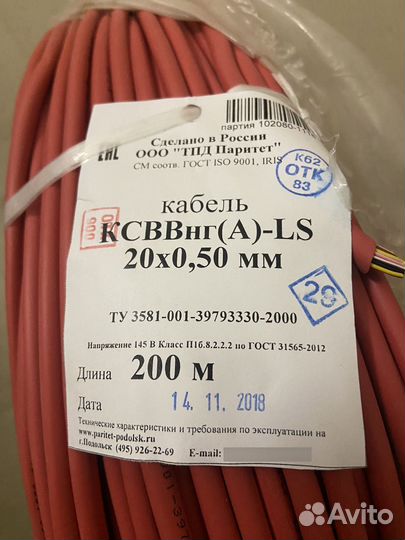 EAC
партия 102080-
Сделано в России
ООО "ТПД Паритет"
СМ соотв. ГОСТ ISO 9001, IRIS
К62
ОТК
83
кабель
КСВВнг(А)-LS
20х0,50 мм
28
ТУ 3581-001-39793330-2000
Напряжение 145 В Класс П1б.8.2.2.2 по ГОСТ 31565-2012
Длина 200 м
Дата 14. 11. 2018
Технические характеристики и требования по эксплуатации на
www.paritet-podolsk.ru
г.Подольск (495) 926-22-69 E-mail:
Avito